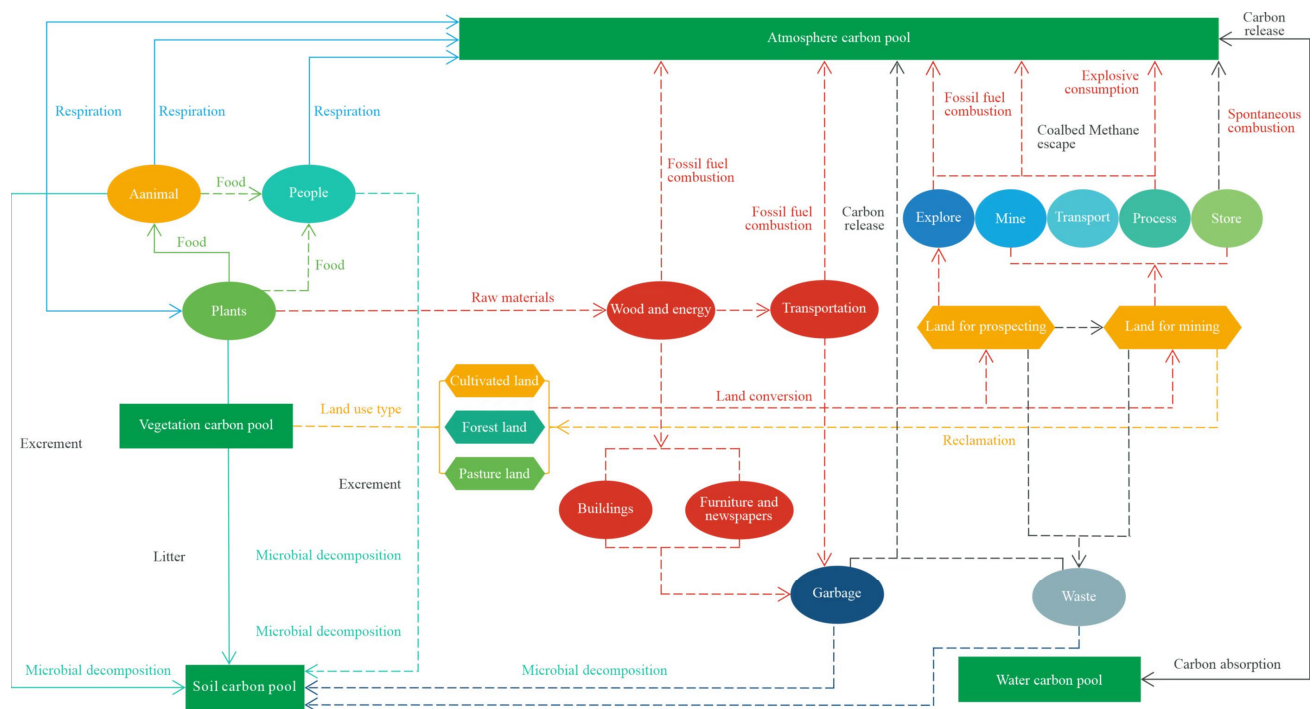 Carbon
release
Atmosphere carbon pool
Respiration
Respiration
Respiration
Fossil fuel
combustion
Explosive
consumption
Coalbed Methane
escape
Spontaneous
combustion
Fossil fuel
combustion
Aanimal
Food
People
Fossil fuel
combustion
Carbon
release
Explore
Mine
Transport
Process
Store
Food
Food
Plants
Raw materials
Wood and energy
Transportation
Land for prospecting
Land for mining
Cultivated land
Land use type
Land conversion
Vegetation carbon pool
Forest land
Excrement
Reclamation
Pasture land
Excrement
Buildings
Furniture and
newspapers
Litter
Microbial decomposition
Garbage
Waste
Microbial decomposition
Microbial decomposition
Microbial decomposition
Carbon absorption
Soil carbon pool
Water carbon pool